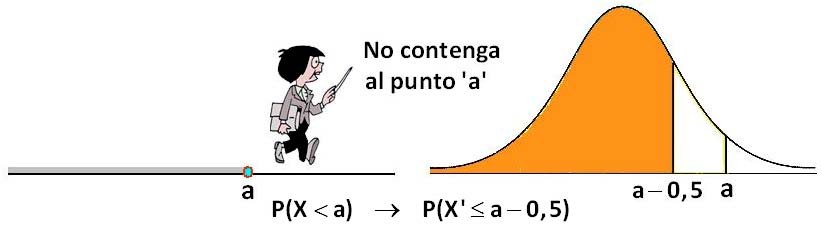 No contenga
al punto 'a'
a
a – 0,5 a
P(X < a) → P(X' ≤ a – 0,5)